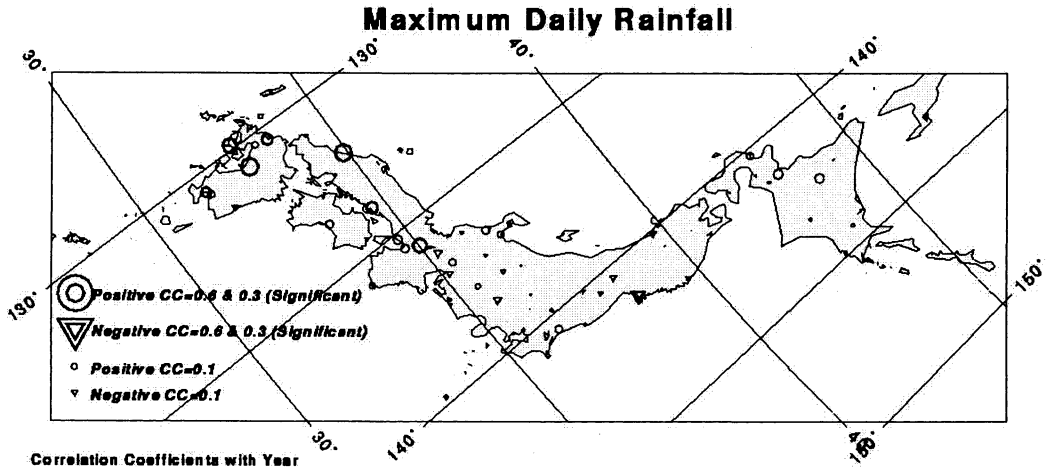 Maximum Daily Rainfall
30°
130°
40°
140°
130°
150°
Positive CC=0.6 & 0.3 (Significant)
Negative CC=0.6 & 0.3 (Significant)
Positive CC=0.1
Negative CC=0.1
30°
140°
150°
Correlation Coefficients with Year